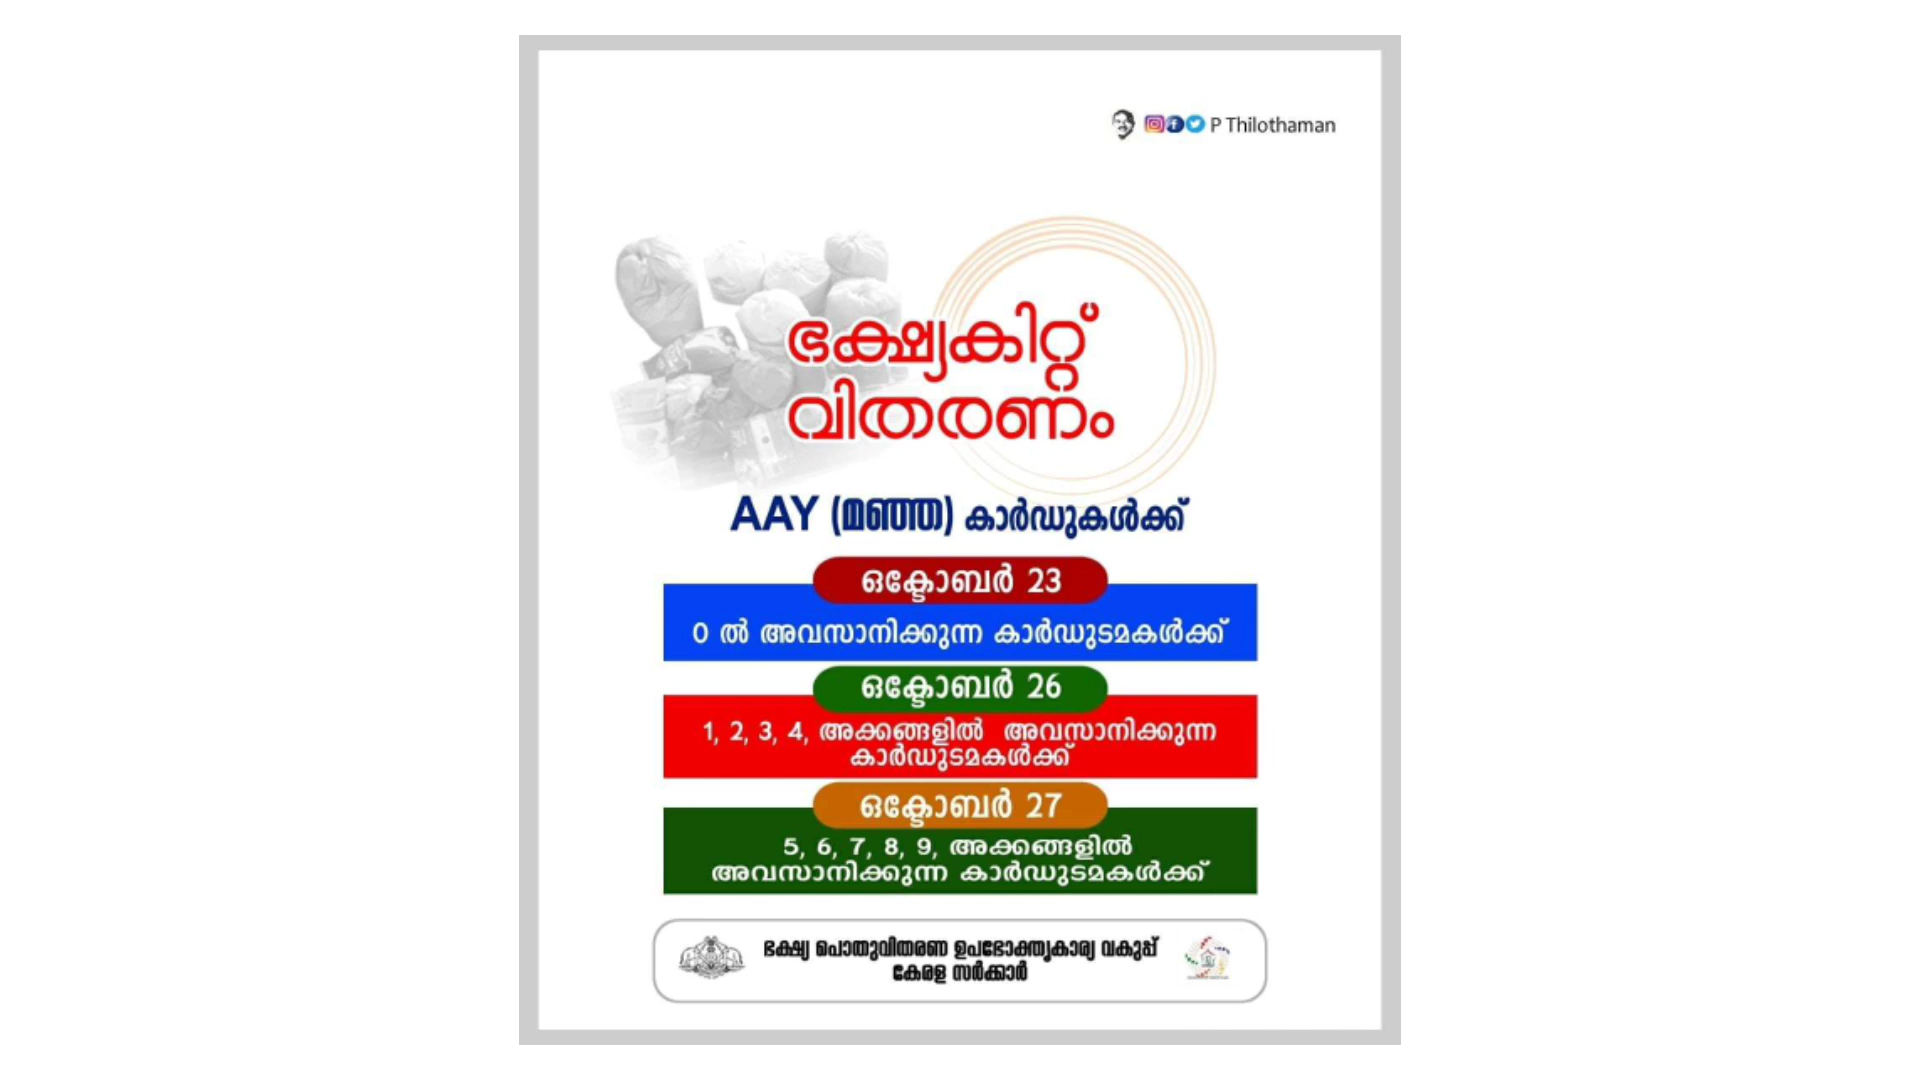 P Thilothaman
ഭക്ഷ്യകിറ്റ്
വിതരണം
AAY (മഞ്ഞ) കാർഡുകൾക്ക്
ഒക്ടോബർ 23
0 ൽ അവസാനിക്കുന്ന കാർഡുടമകൾക്ക്
ഒക്ടോബർ 26
1, 2, 3, 4, അക്കങ്ങളിൽ അവസാനിക്കുന്ന
കാർഡുടമകൾക്ക്
ഒക്ടോബർ 27
5, 6, 7, 8, 9, അക്കങ്ങളിൽ
അവസാനിക്കുന്ന കാർഡുടമകൾക്ക്
ഭക്ഷ്യ പൊതുവിതരണ ഉപഭോക്തൃകാര്യ വകുപ്പ്
കേരള സർക്കാർ